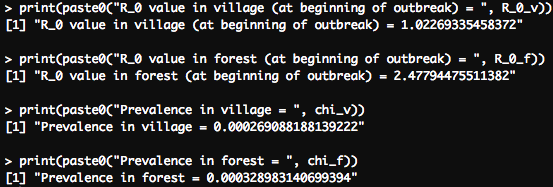 > print(paste0("R_0 value in village (at beginning of outbreak) = ", R_0_v))
[1] "R_0 value in village (at beginning of outbreak) = 1.02269335458372"
> print(paste0("R_0 value in forest (at beginning of outbreak) = ", R_0_f))
[1] "R_0 value in forest (at beginning of outbreak) = 2.47794475511382"
> print(paste0("Prevalence in village = ", chi_v))
[1] "Prevalence in village = 0.000269088188139222"
> print(paste0("Prevalence in forest = ", chi_f))
[1] "Prevalence in forest = 0.000328983140699394"